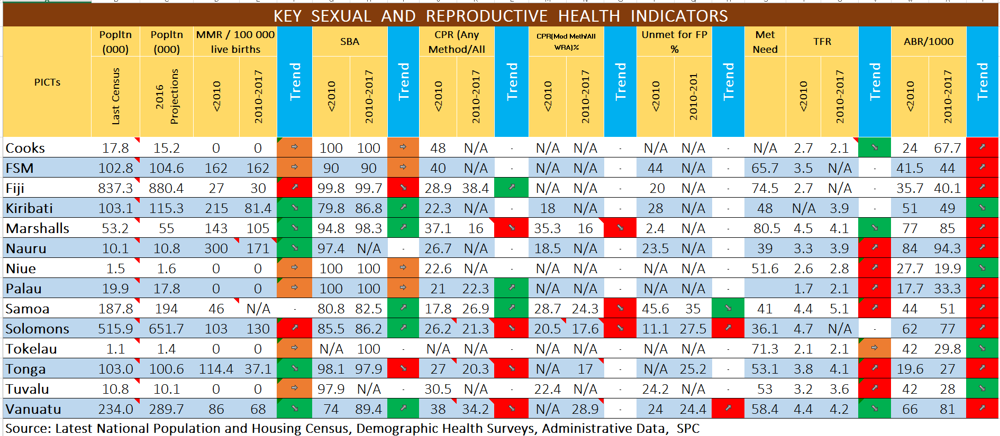 KEY SEXUAL AND REPRODUCTIVE HEALTH INDICATORS
PICTs Popltn (000) Popltn (000) MMR / 100 000 live births Trend SBA Trend CPR (Any Method/All Trend CPR(Mod Meth/All WRA)% Trend Unmet for FP % Trend Met Need TFR Trend ABR/1000 Trend
Last Census 2016 Projections <2010 2010-2017 <2010 2010-2017 <2010 2010-2017 <2010 2010-2017 <2010 2010-201 <2010 2010-2017 <2010 2010-2017
Cooks 17.8 15.2 0 0 100 100 48 N/A - N/A N/A - N/A N/A - N/A 2.7 2.1 24 67.7
FSM 102.8 104.6 162 162 90 90 40 N/A - N/A N/A - 44 N/A - 65.7 3.5 N/A - 41.5 44
Fiji 837.3 880.4 27 30 99.8 99.7 28.9 38.4 N/A N/A - 20 N/A - 74.5 2.7 N/A - 35.7 40.1
Kiribati 103.1 115.3 215 81.4 79.8 86.8 22.3 N/A - 18 N/A - 28 N/A - 48 N/A 3.9 - 51 49
Marshalls 53.2 55 143 105 94.8 98.3 37.1 16 35.3 16 2.4 N/A - 80.5 4.5 4.1 77 85
Nauru 10.1 10.8 300 171 97.4 N/A - 26.7 N/A - 18.5 N/A - 23.5 N/A - 39 3.3 3.9 84 94.3
Niue 1.5 1.6 0 0 100 100 22.6 N/A - N/A N/A - N/A N/A - 51.6 2.6 2.8 27.7 19.9
Palau 19.9 17.8 0 0 100 100 21 22.3 N/A N/A - N/A N/A - 1.7 2.1 17.7 33.3
Samoa 187.8 194 46 N/A - 80.8 82.5 17.8 26.9 28.7 24.3 45.6 35 41 4.4 5.1 44 51
Solomons 515.9 651.7 103 130 85.5 86.2 26.2 21.3 20.5 17.6 11.1 27.5 36.1 4.7 N/A - 62 77
Tokelau 1.1 1.4 0 0 N/A 100 - N/A N/A - N/A N/A - N/A N/A - 71.3 2.1 2.1 42 29.8
Tonga 103.0 100.6 114.4 37.1 98.1 97.9 27 20.3 N/A 17 - N/A 25.2 - 53.1 3.8 4.1 19.6 27
Tuvalu 10.8 10.1 0 0 97.9 N/A - 30.5 N/A - 22.4 N/A - 24.2 N/A - 53 3.2 3.6 42 28
Vanuatu 234.0 289.7 86 68 74 89.4 38 34.2 N/A 28.9 - 24 24.4 58.4 4.4 4.2 66 81
Source: Latest National Population and Housing Census, Demographic Health Surveys, Administrative Data, SPC